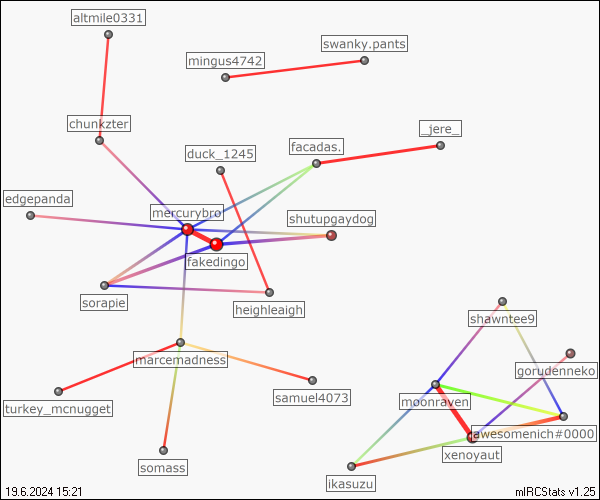 altmile0331
swanky.pants
mingus4742
chunkzter
_jere_
duck_1245
facadas.
edgepanda
mercurybro
shutupgaydog
fakedingo
sorapie
heighleaigh
shawntee9
marcemadness
gorudenneko
samuel4073
moonraven
turkey_mcnugget
awesomenich#0000
xenoyaut
somass
ikasuzu
19.6.2024 15:21
mIRCStats v1.25